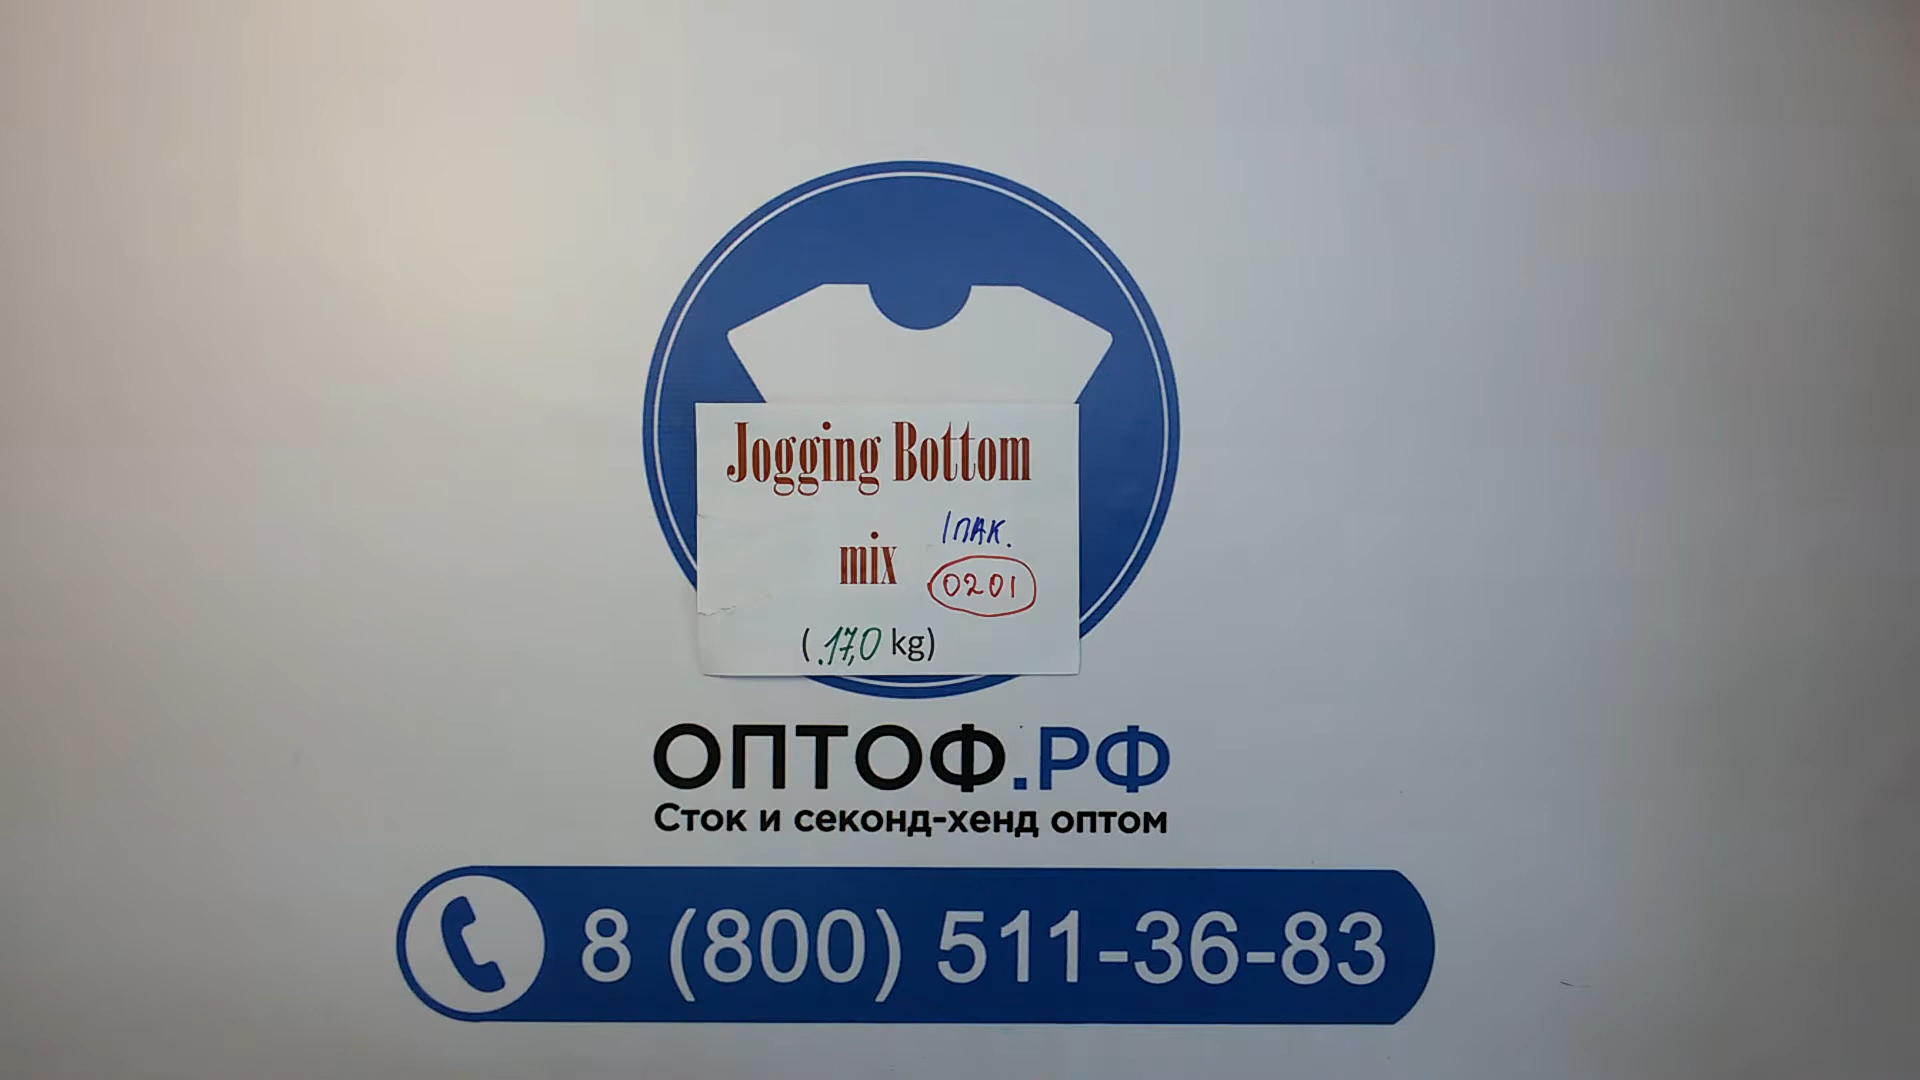 Jogging Bottom
1ПАК.
mix
0201
(.17,0 kg)
ОПТОФ.РФ
Сток и секонд-хенд оптом
8 (800) 511-36-83